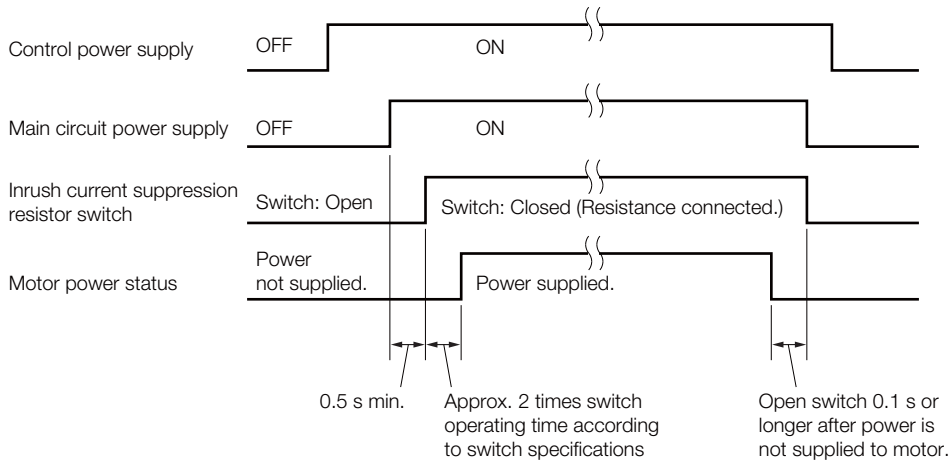 Control power supply
OFF
ON
Main circuit power supply
OFF
ON
Inrush current suppression
resistor switch
Switch: Open
Switch: Closed (Resistance connected.)
Motor power status
Power
not supplied.
Power supplied.
0.5 s min.
Approx. 2 times switch
operating time according
to switch specifications
Open switch 0.1 s or
longer after power is
not supplied to motor.